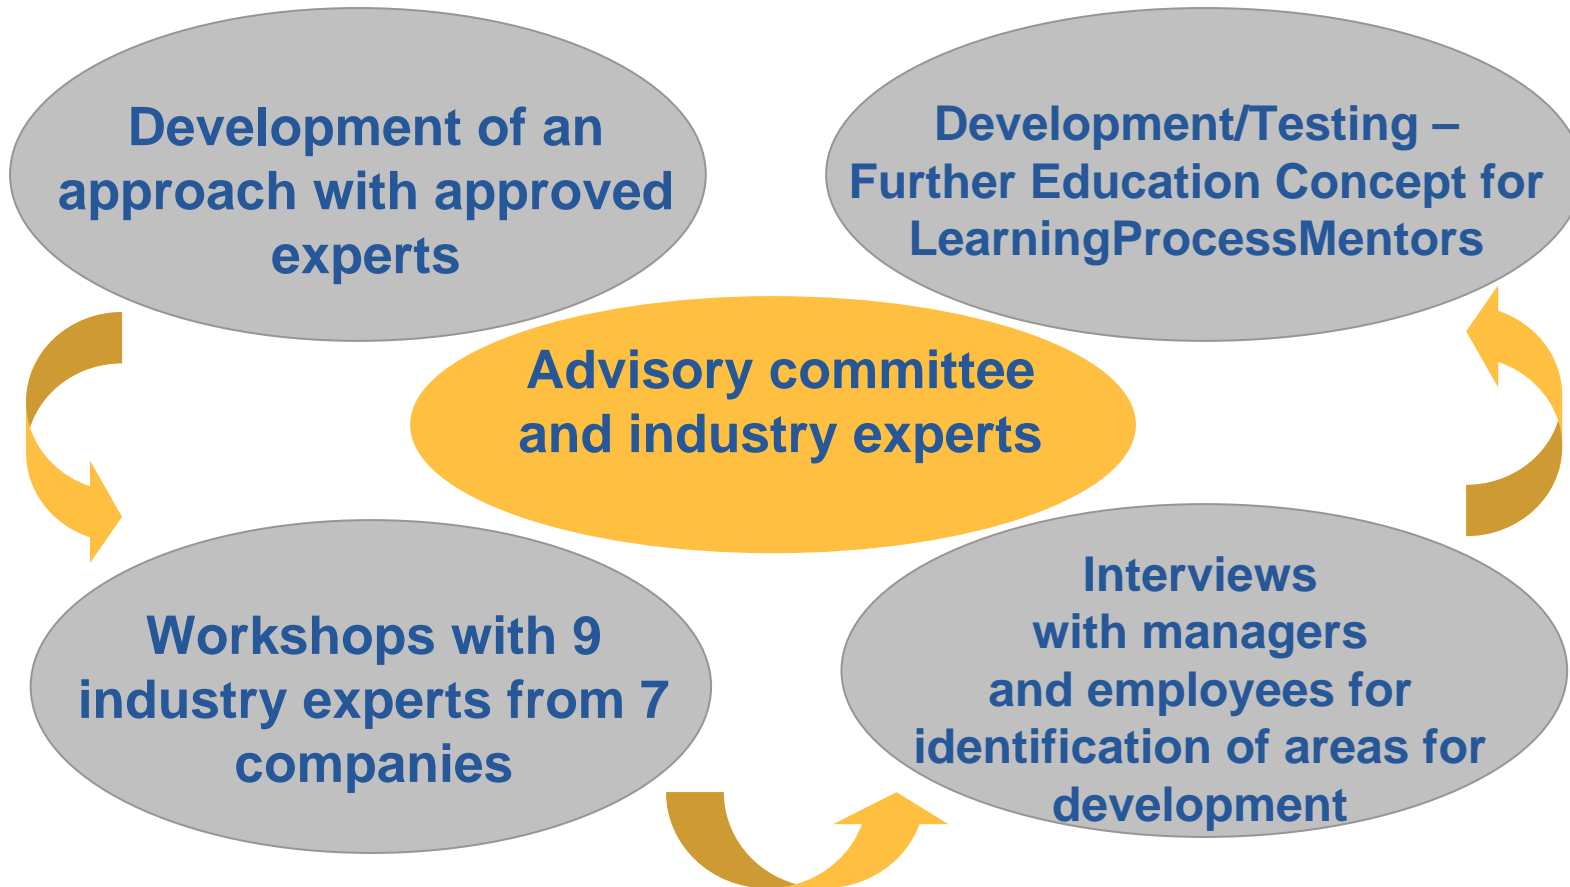 Development of an
approach with approved
experts
Development/Testing –
Further Education Concept for
LearningProcessMentors
Advisory committee
and industry experts
Workshops with 9
industry experts from 7
companies
Interviews
with managers
and employees for
identification of areas for
development